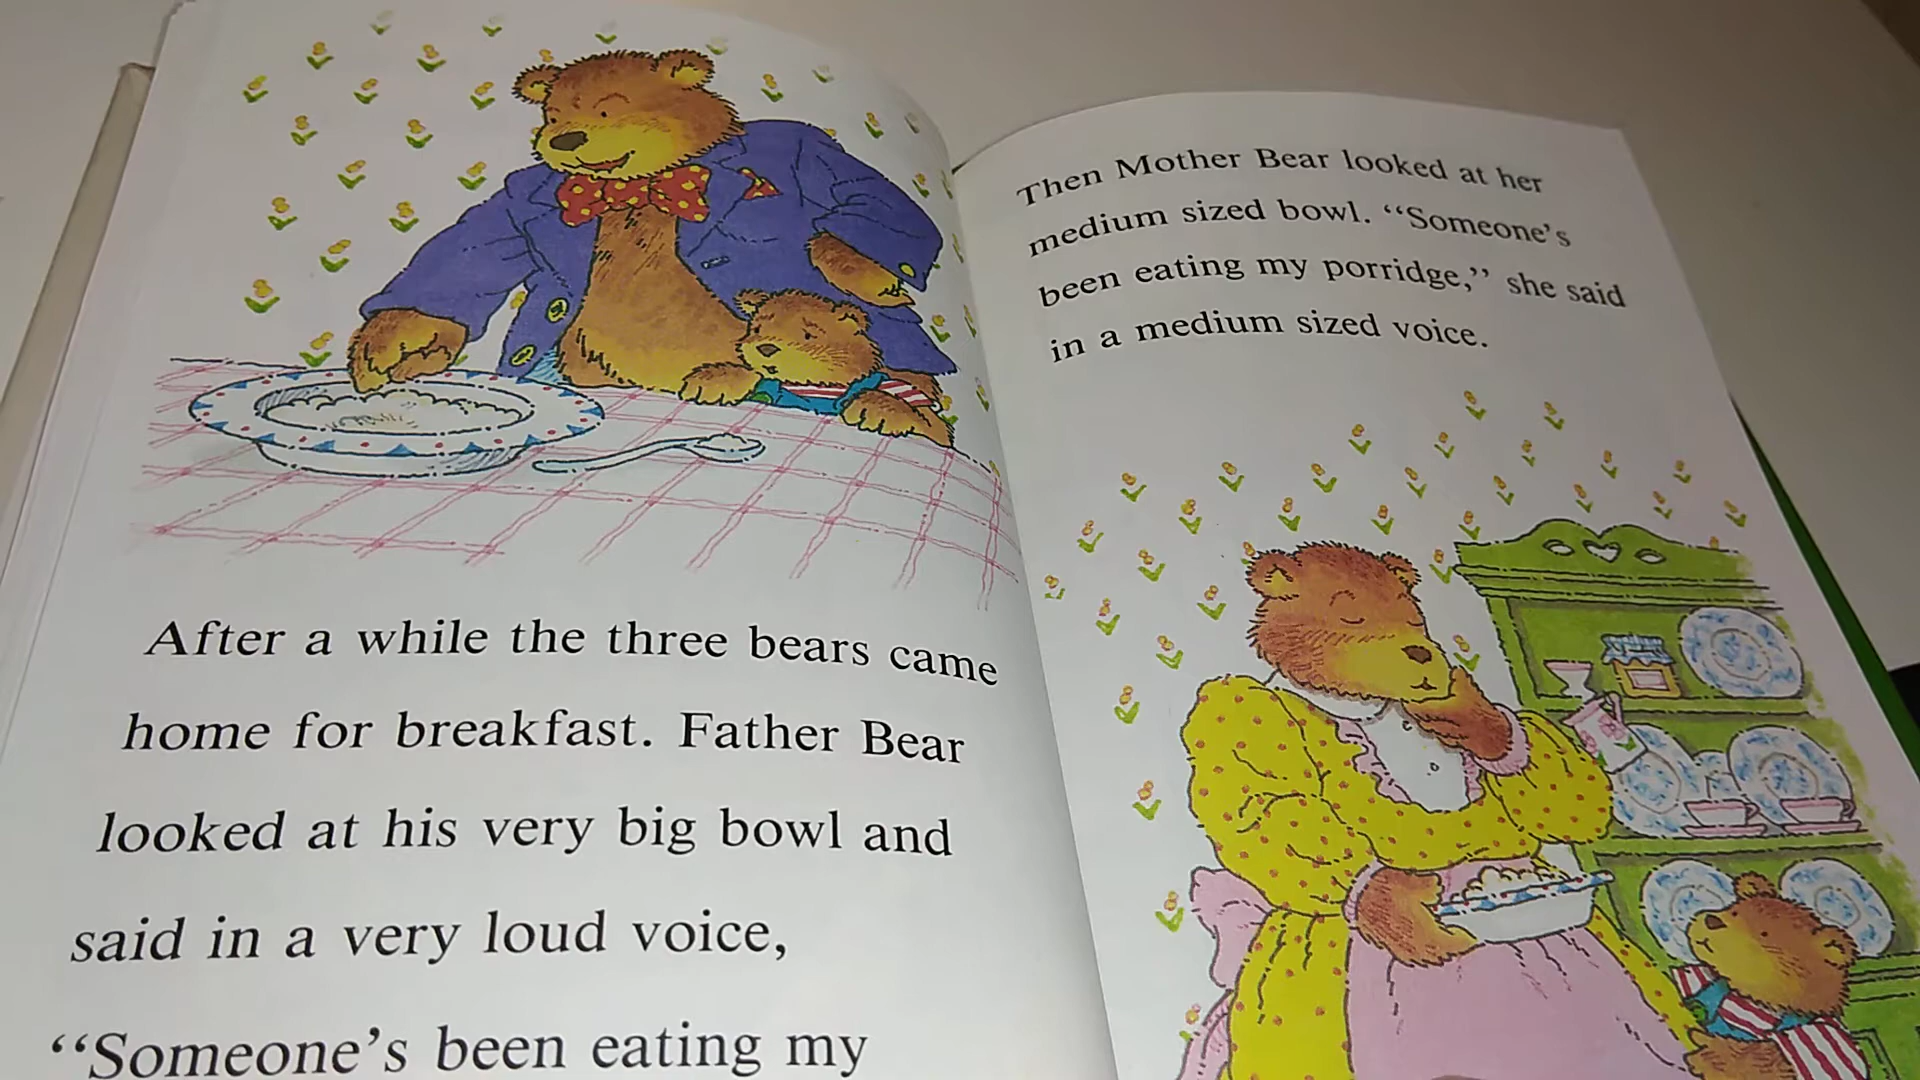 After a while the three bears came
home for breakfast. Father Bear
looked at his very big bowl and
said in a very loud voice,
‘‘Someone’s been eating my
Then Mother Bear looked at her
medium sized bowl. ‘‘Someone’s
been eating my porridge,’’ she said
in a medium sized voice.